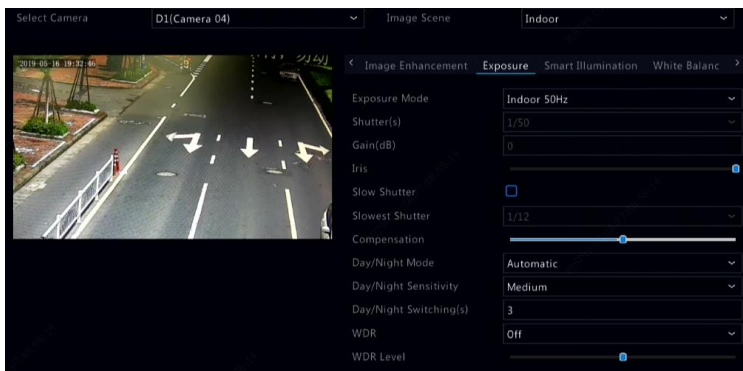 Select Camera D1(Camera 04) Image Scene Indoor
2019-05-16 19:32:46
Image Enhancement Exposure Smart Illumination White Balanc
Exposure Mode Indoor 50Hz
Shutter(s) 1/50
Gain(dB) 0
Iris
Slow Shutter
Slowest Shutter 1/12
Compensation
Day/Night Mode Automatic
Day/Night Sensitivity Medium
Day/Night Switching(s) 3
WDR Off
WDR Level